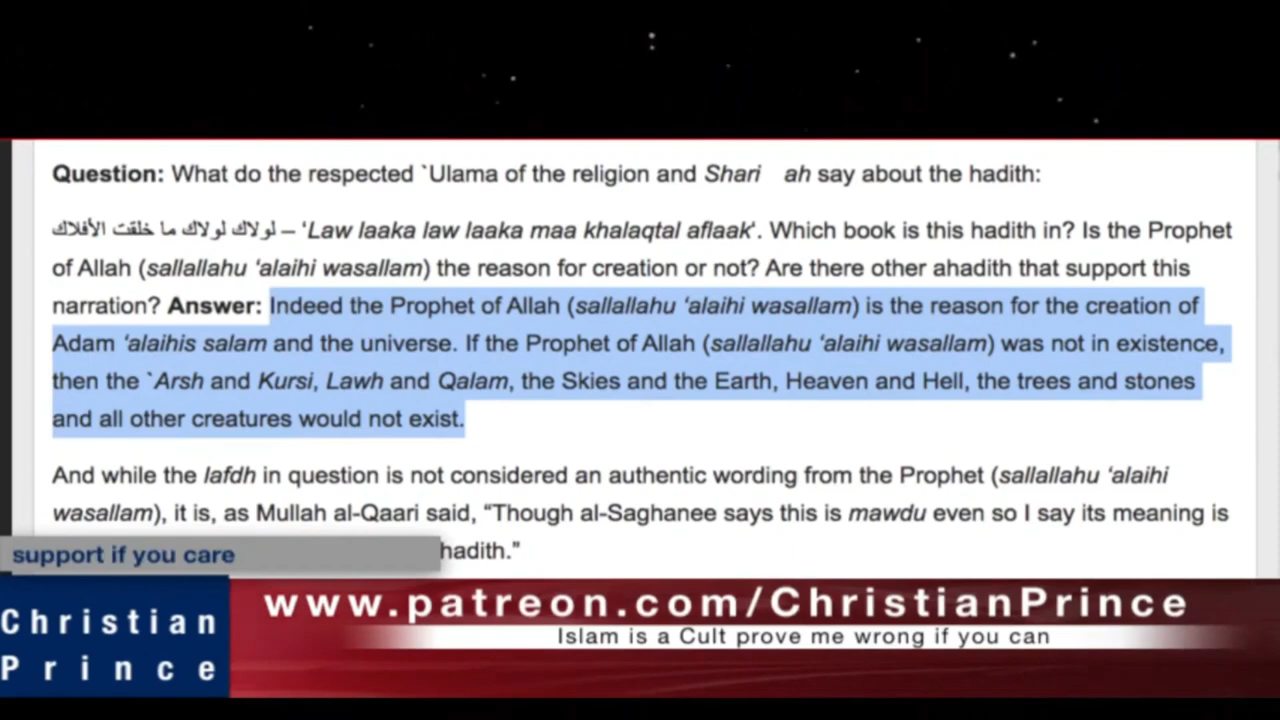 Question: What do the respected `Ulama of the religion and Shari ah say about the hadith:
لولاك لولاك ما خلقت الأفلاك – ‘Law laaka law laaka maa khalaqtal aflaak‘. Which book is this hadith in? Is the Prophet
of Allah (sallallahu ‘alaihi wasallam) the reason for creation or not? Are there other ahadith that support this
narration? Answer: Indeed the Prophet of Allah (sallallahu ‘alaihi wasallam) is the reason for the creation of
Adam ‘alaihis salam and the universe. If the Prophet of Allah (sallallahu ‘alaihi wasallam) was not in existence,
then the `Arsh and Kursi, Lawh and Qalam, the Skies and the Earth, Heaven and Hell, the trees and stones
and all other creatures would not exist.
And while the lafdh in question is not considered an authentic wording from the Prophet (sallallahu ‘alaihi
wasallam), it is, as Mullah al-Qaari said, “Though al-Saghanee says this is mawdu even so I say its meaning is
hadith.”
support if you care
Christian
Prince
www.patreon.com/ChristianPrince
Islam is a Cult prove me wrong if you can